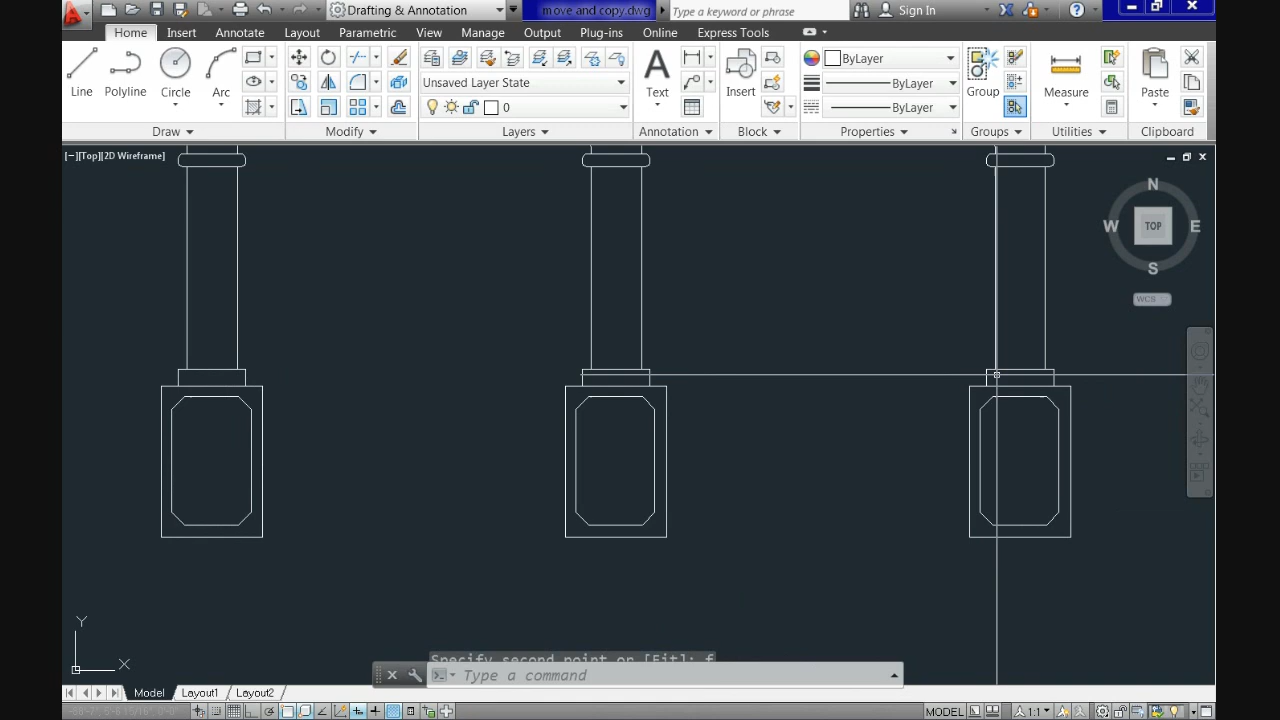 Drafting & Annotation
move and copy.dwg
Type a keyword or phrase
Sign In
Home Insert Annotate Layout Parametric View Manage Output Plug-ins Online Express Tools
Line Polyline Circle Arc
Unsaved Layer State
0
Text
Insert
ByLayer
ByLayer
ByLayer
Group
Measure
Paste
Draw Modify Layers Annotation Block Properties Groups Utilities Clipboard
[−][Top][2D Wireframe]
N
W TOP E
S
WCS
Y
X
Specify second point or [Fit]: f
Type a command
Model Layout1 Layout2
MODEL 1:1